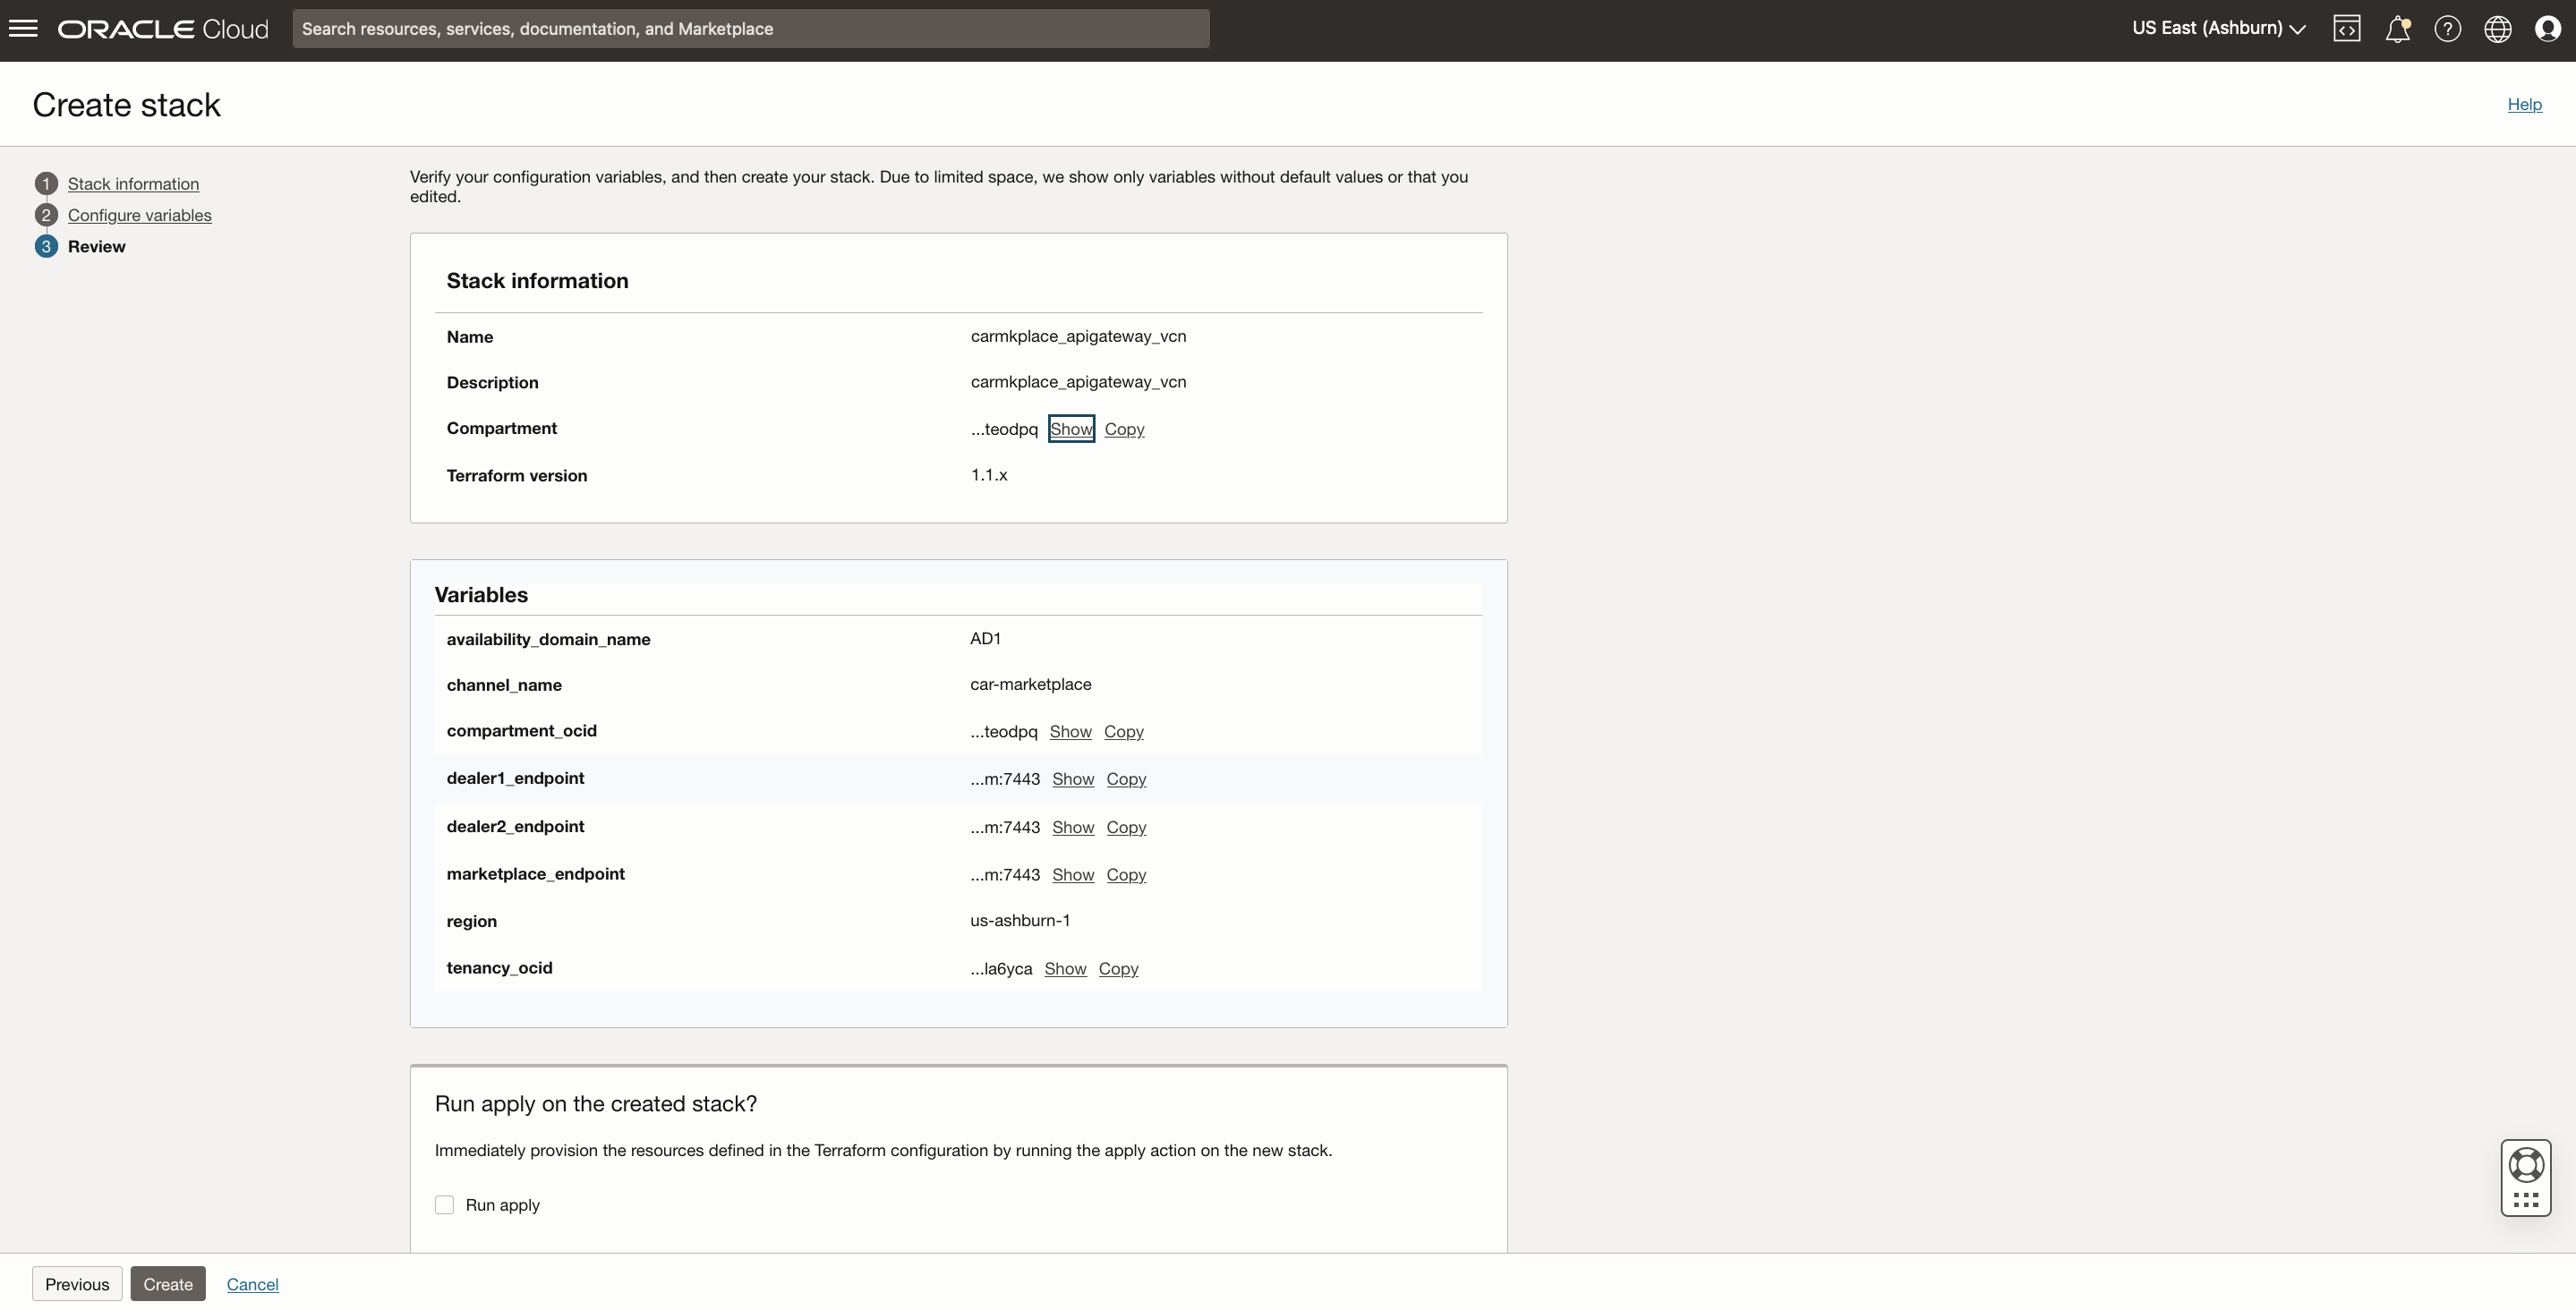 ORACLE Cloud
Search resources, services, documentation, and Marketplace
US East (Ashburn)
Create stack
Help
1 Stack information
2 Configure variables
3 Review
Verify your configuration variables, and then create your stack. Due to limited space, we show only variables without default values or that you
edited.
Stack information
Name carmkplace_apigateway_vcn
Description carmkplace_apigateway_vcn
Compartment ...teodpq Show Copy
Terraform version 1.1.x
Variables
availability_domain_name AD1
channel_name car-marketplace
compartment_ocid ...teodpq Show Copy
dealer1_endpoint ...m:7443 Show Copy
dealer2_endpoint ...m:7443 Show Copy
marketplace_endpoint ...m:7443 Show Copy
region us-ashburn-1
tenancy_ocid ...la6yca Show Copy
Run apply on the created stack?
Immediately provision the resources defined in the Terraform configuration by running the apply action on the new stack.
Run apply
Previous Create Cancel